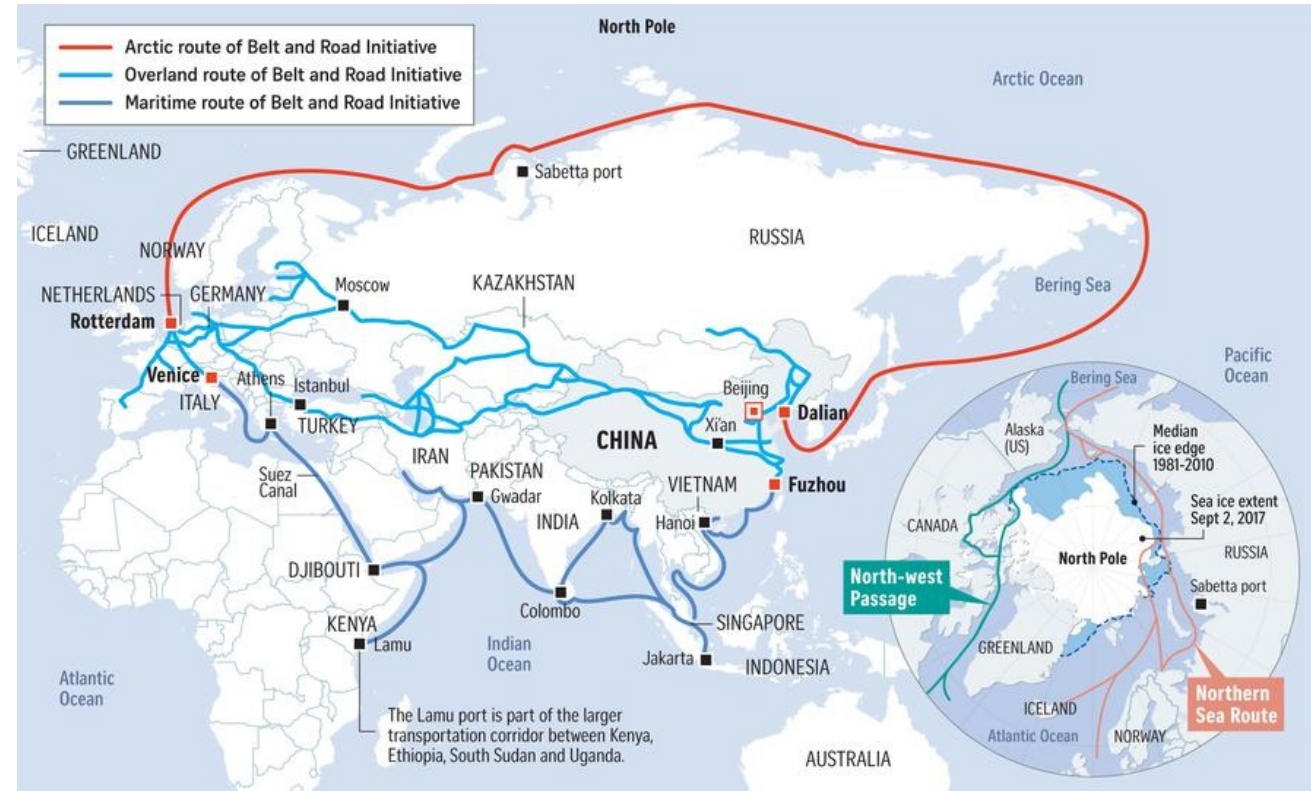 North Pole
Arctic route of Belt and Road Initiative
Overland route of Belt and Road Initiative
Maritime route of Belt and Road Initiative
Arctic Ocean
GREENLAND
Sabetta port
ICELAND
NORWAY
RUSSIA
Bering Sea
NETHERLANDS
GERMANY
Moscow
KAZAKHSTAN
Rotterdam
Pacific
Ocean
Venice
Athens
Istanbul
ITALY
TURKEY
Beijing
Dalian
Xi'an
CHINA
IRAN
Suez
Canal
PAKISTAN
Gwadar
Kolkata
VIETNAM
Fuzhou
INDIA
Hanoi
DJIBOUTI
Colombo
KENYA
Lamu
SINGAPORE
Indian
Ocean
Jakarta
INDONESIA
Atlantic
Ocean
The Lamu port is part of the larger
transportation corridor between Kenya,
Ethiopia, South Sudan and Uganda.
AUSTRALIA
Bering Sea
Alaska
(US)
Median
ice edge
1981-2010
Sea ice extent
Sept 2, 2017
CANADA
RUSSIA
North Pole
North-west
Passage
Sabetta port
GREENLAND
Northern
Sea Route
ICELAND
Atlantic Ocean
NORWAY